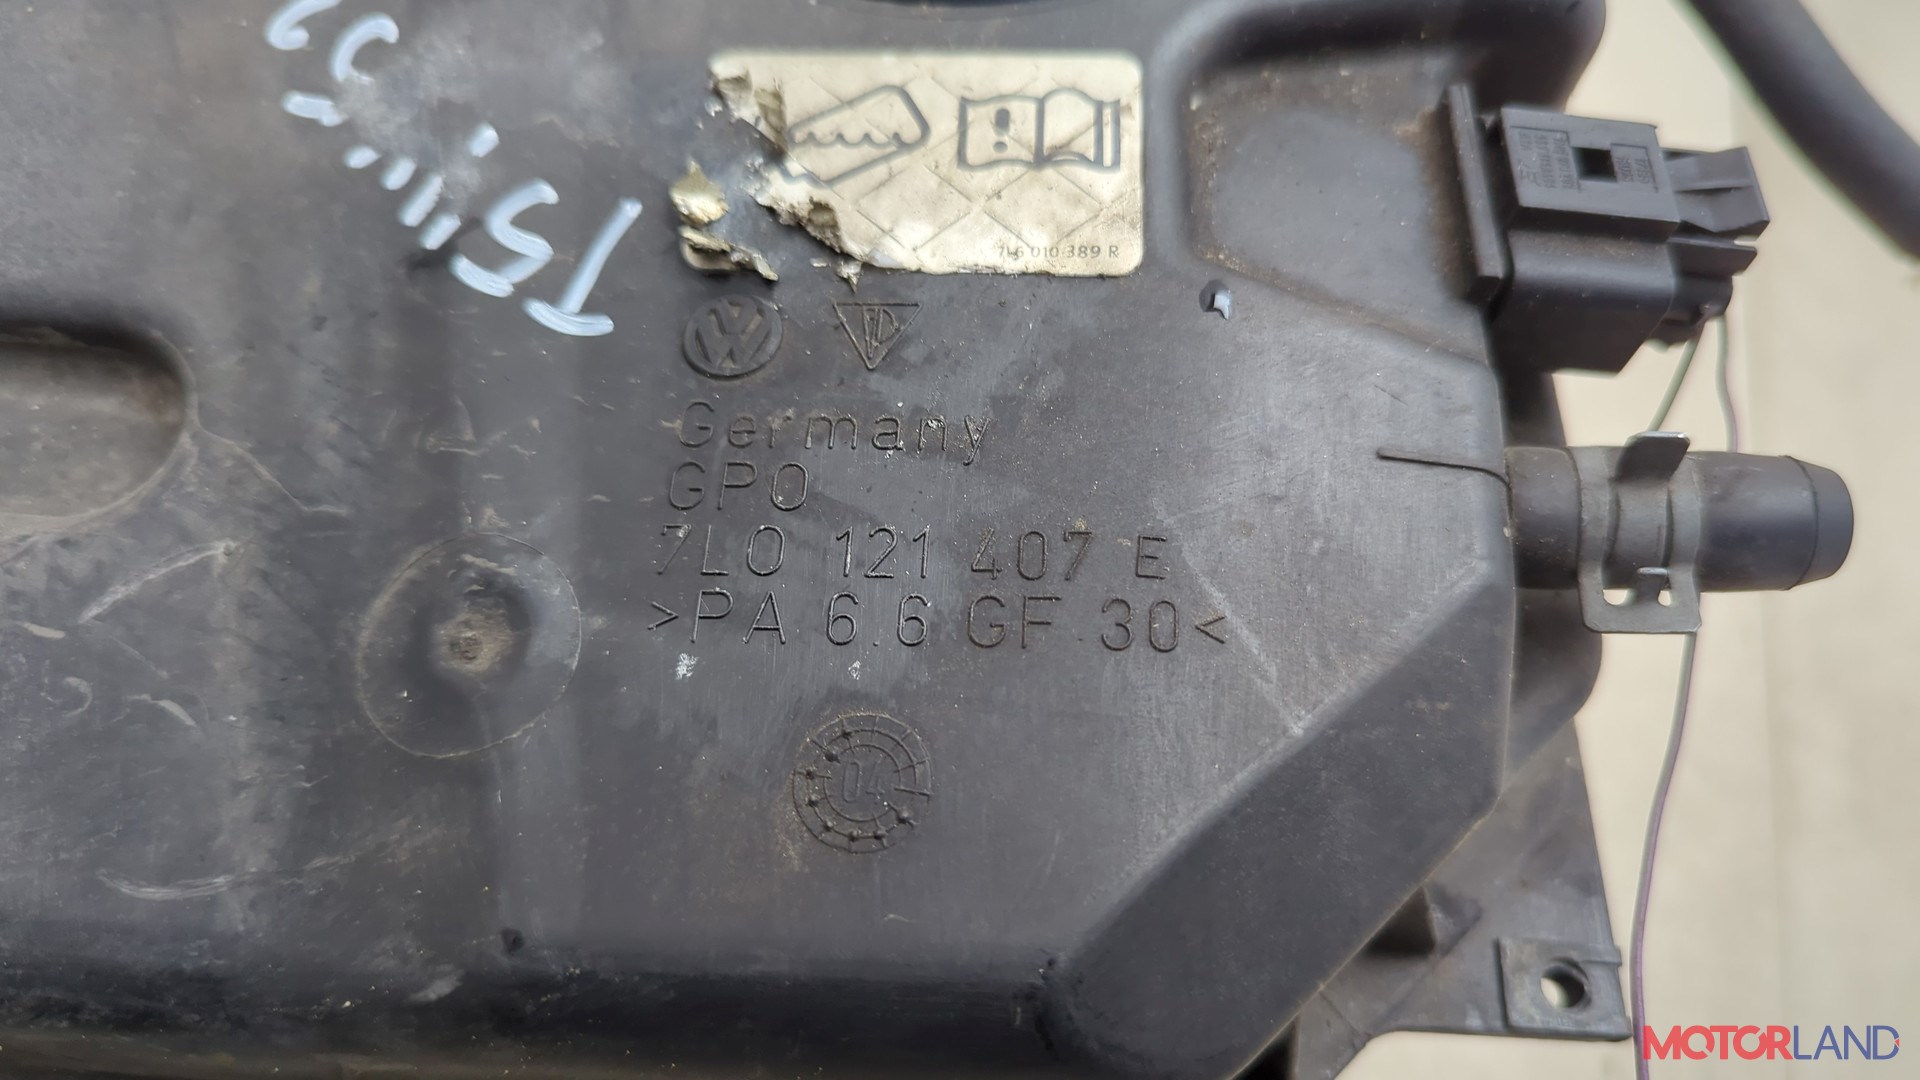 7L6 010 389 R
Germany
GPO
7L0 121 407 E
>PA 6.6 GF 30<
04
MOTORLAND